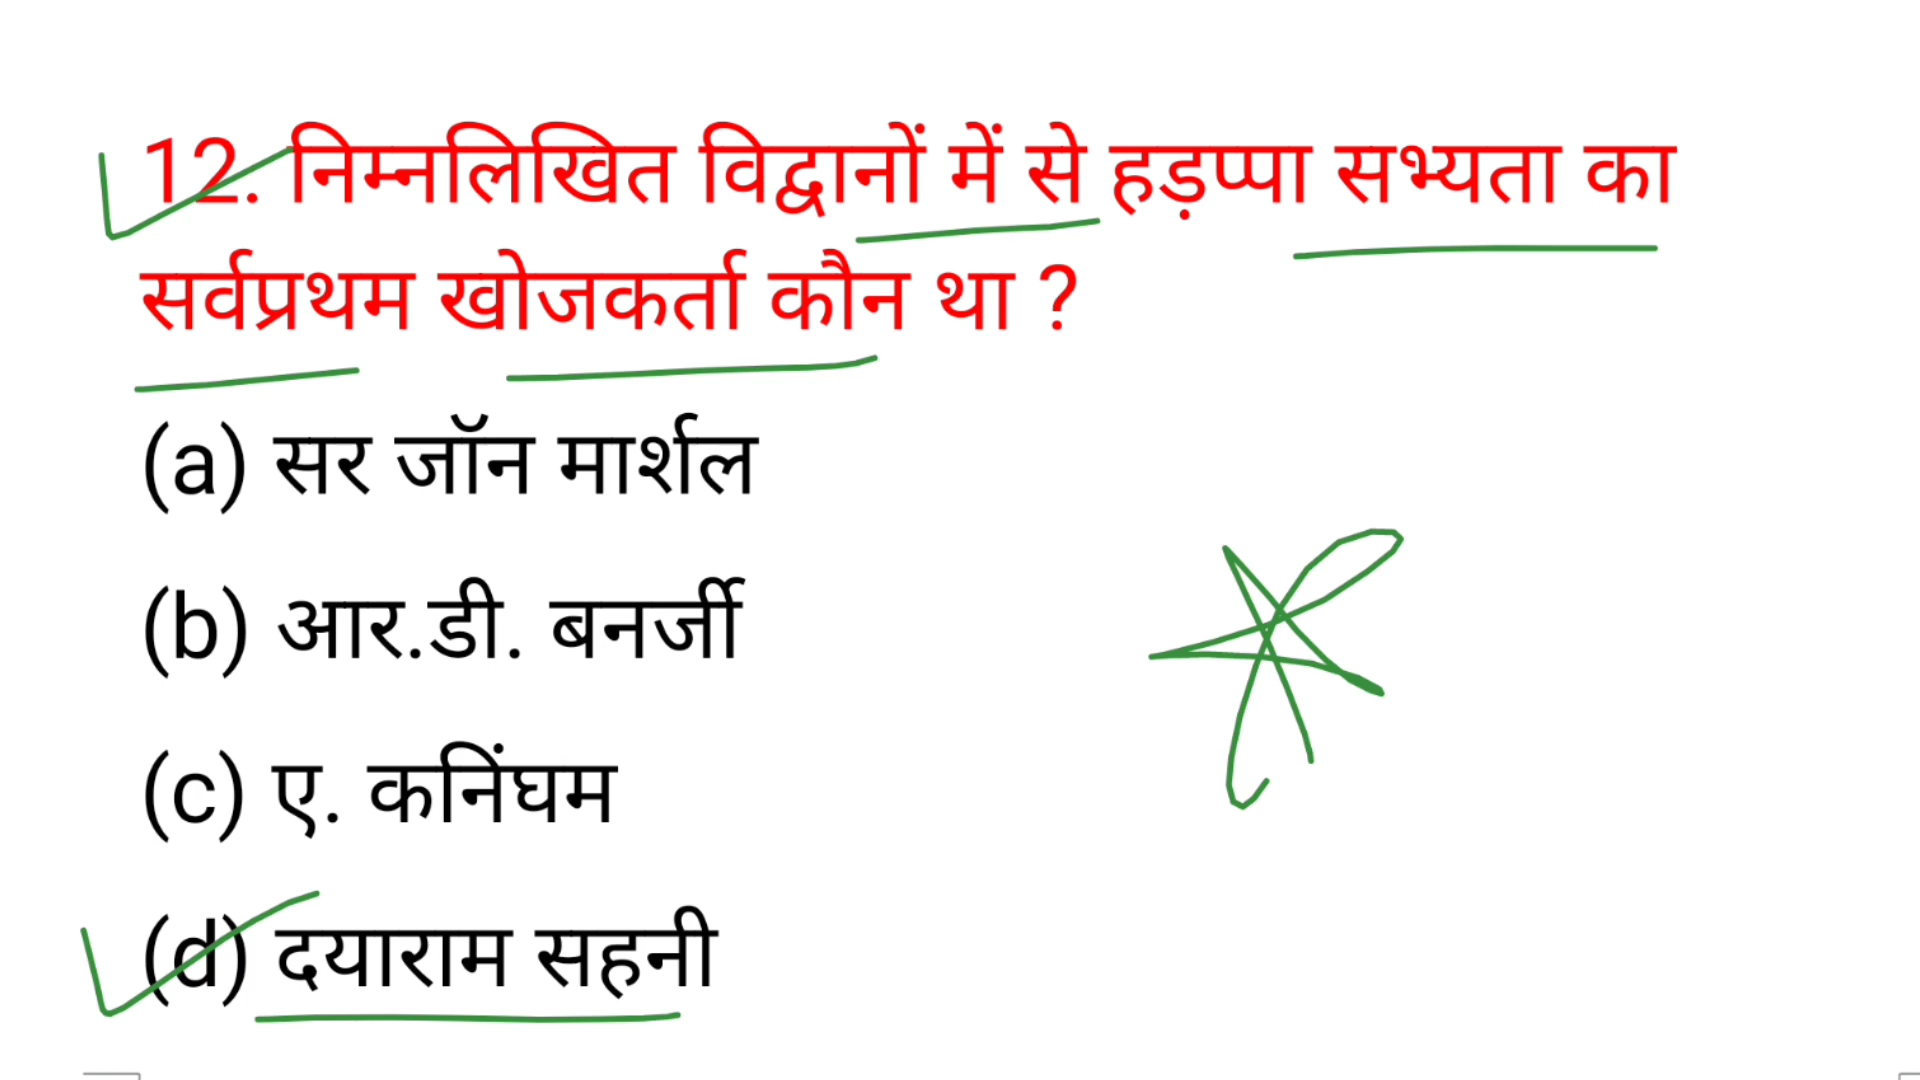 12. निम्नलिखित विद्वानों में से हड़प्पा सभ्यता का
सर्वप्रथम खोजकर्ता कौन था ?
(a) सर जॉन मार्शल
(b) आर.डी. बनर्जी
(c) ए. कनिंघम
(d) दयाराम सहनी